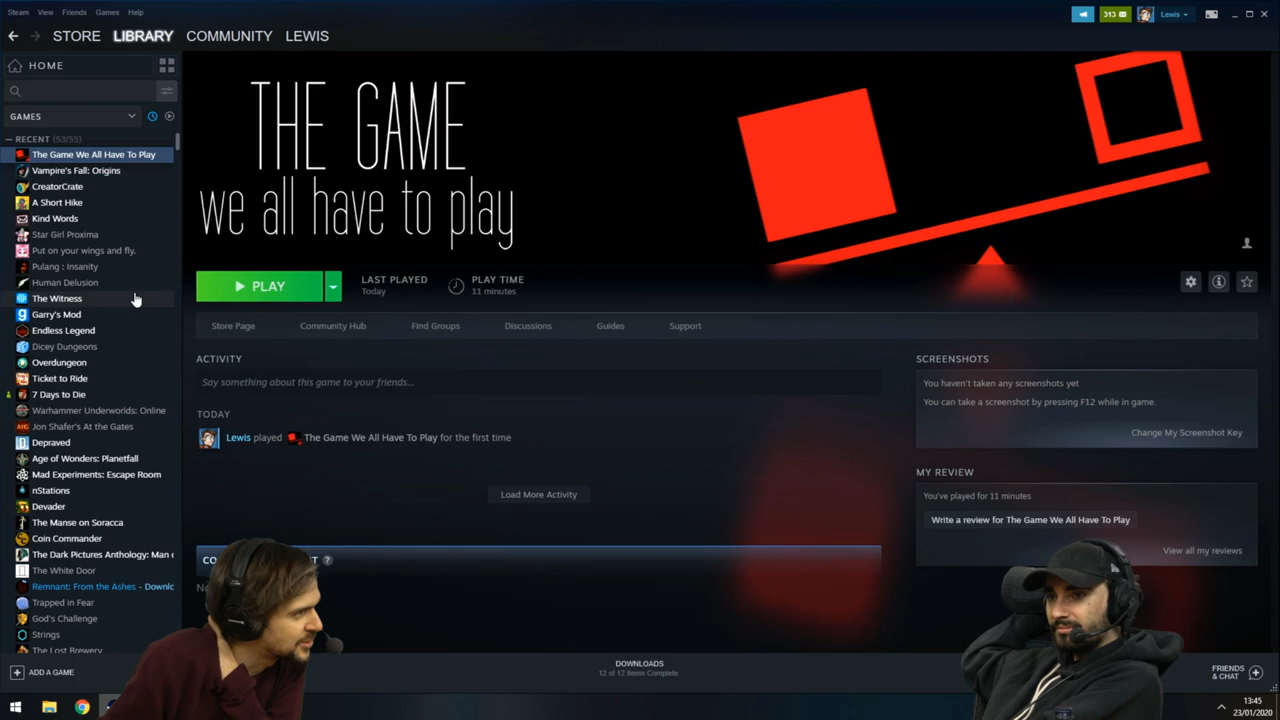 Steam View Friends Games Help
313 Lewis
STORE LIBRARY COMMUNITY LEWIS
HOME
GAMES
RECENT (53/55)
The Game We All Have To Play
Vampire's Fall: Origins
CreatorCrate
A Short Hike
Kind Words
Star Girl Proxima
Put on your wings and fly.
Pulang : Insanity
Human Delusion
The Witness
Garry's Mod
Endless Legend
Dicey Dungeons
Overdungeon
Ticket to Ride
7 Days to Die
Warhammer Underworlds: Online
Jon Shafer's At the Gates
Depraved
Age of Wonders: Planetfall
Mad Experiments: Escape Room
nStations
Devader
The Manse on Soracca
Coin Commander
The Dark Pictures Anthology: Man o
The White Door
Remnant: From the Ashes - Downlo
Trapped in Fear
God's Challenge
Strings
The Lost Brewery
ADD A GAME
THE GAME
we all have to play
PLAY
LAST PLAYED
Today
PLAY TIME
11 minutes
Store Page Community Hub Find Groups Discussions Guides Support
ACTIVITY
Say something about this game to your friends...
TODAY
Lewis played The Game We All Have To Play for the first time
Load More Activity
SCREENSHOTS
You haven't taken any screenshots yet
You can take a screenshot by pressing F12 while in game.
Change My Screenshot Key
MY REVIEW
You've played for 11 minutes
Write a review for The Game We All Have To Play
View all my reviews
DOWNLOADS
12 of 12 Items Complete
FRIENDS
& CHAT
13:45
23/01/2020